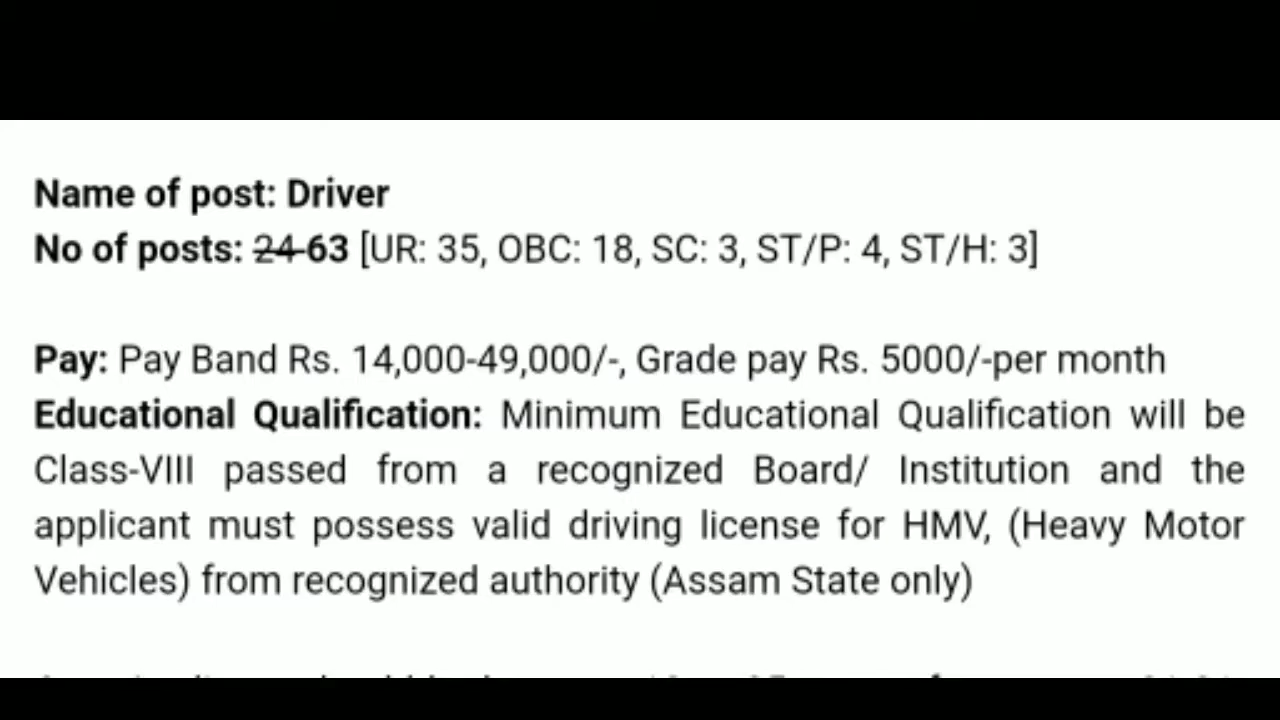 Name of post: Driver
No of posts: 24 63 [UR: 35, OBC: 18, SC: 3, ST/P: 4, ST/H: 3]
Pay: Pay Band Rs. 14,000-49,000/-, Grade pay Rs. 5000/-per month
Educational Qualification: Minimum Educational Qualification will be
Class-VIII passed from a recognized Board/ Institution and the
applicant must possess valid driving license for HMV, (Heavy Motor
Vehicles) from recognized authority (Assam State only)